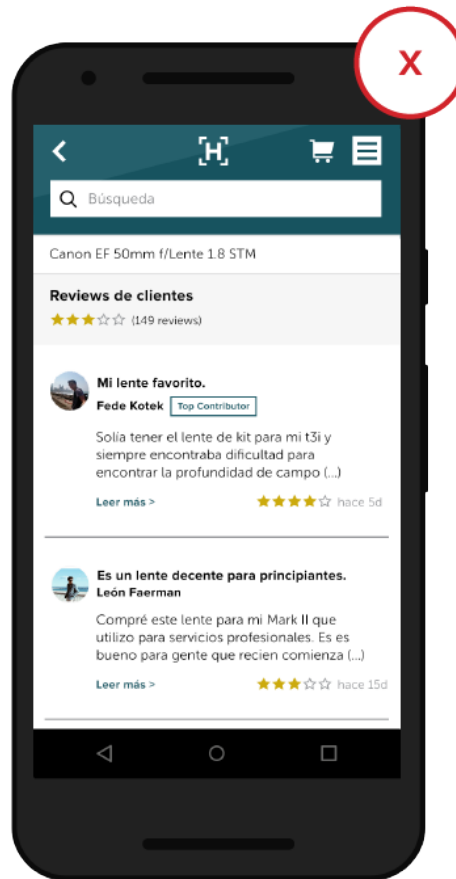 X
[H]
Búsqueda
Canon EF 50mm f/Lente 1.8 STM
Reviews de clientes
(149 reviews)
Mi lente favorito.
Fede Kotek Top Contributor
Solía tener el lente de kit para mi t3i y
siempre encontraba dificultad para
encontrar la profundidad de campo (...)
Leer más > hace 5d
Es un lente decente para principiantes.
León Faerman
Compré este lente para mi Mark II que
utilizo para servicios profesionales. Es es
bueno para gente que recien comienza (...)
Leer más > hace 15d